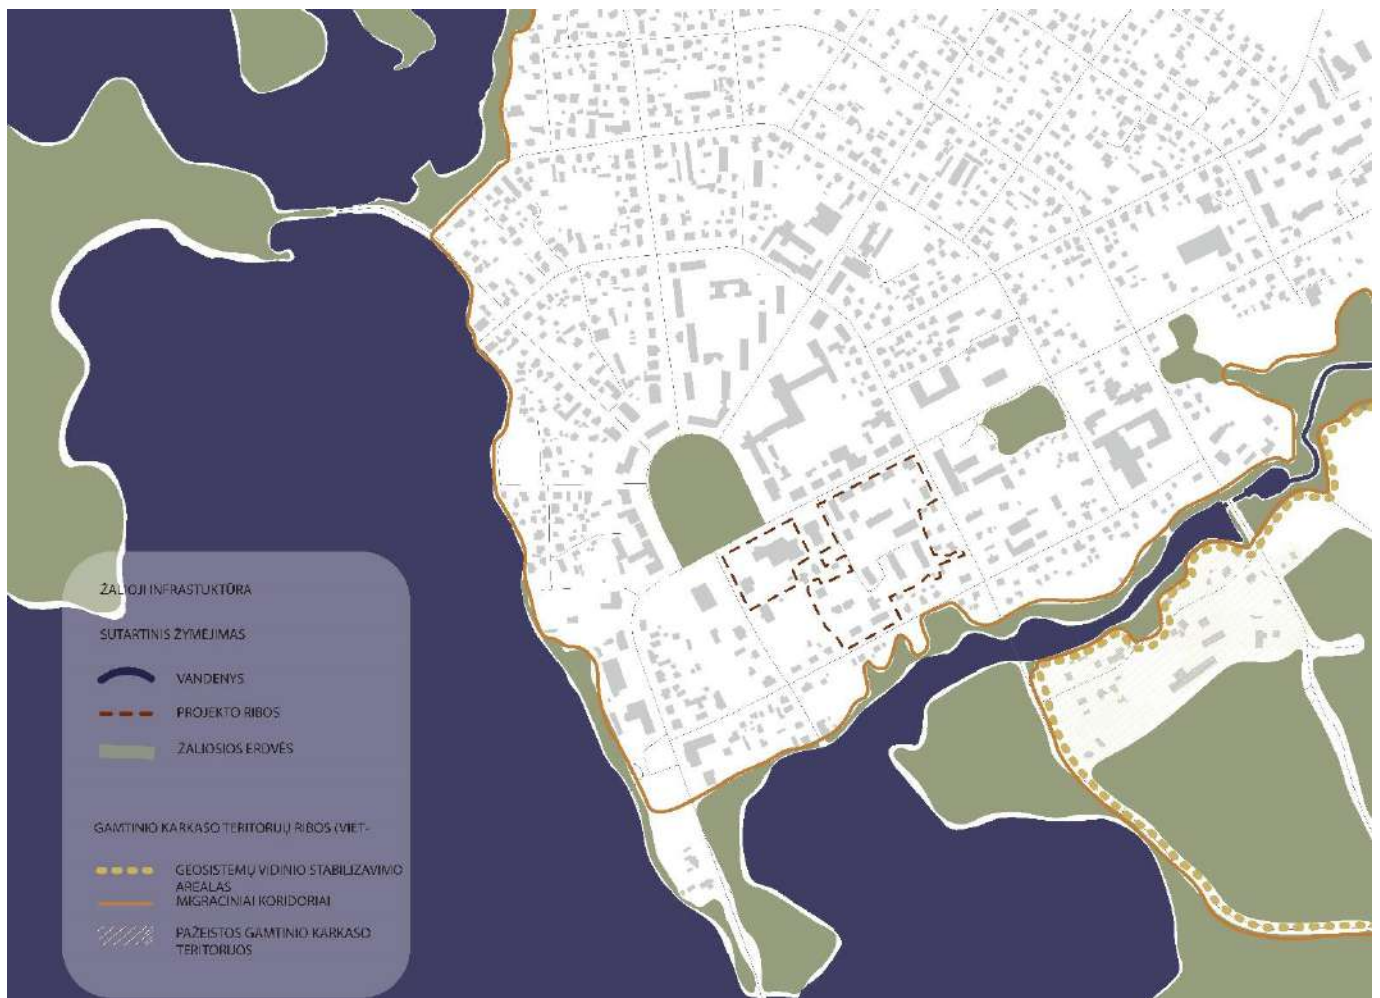 ŽALIOJI INFRASTUKTŪRA
SUTARTINIS ŽYMĖJIMAS
VANDENYS
PROJEKTO RIBOS
ŽALIOSIOS ERDVĖS
GAMTINIO KARKASO TERITORIJŲ RIBOS (VIET-
GEOSISTEMŲ VIDINIO STABILIZAVIMO
AREALAS
MIGRACINIAI KORIDORIAI
PAŽEISTOS GAMTINIO KARKASO
TERITORIJOS